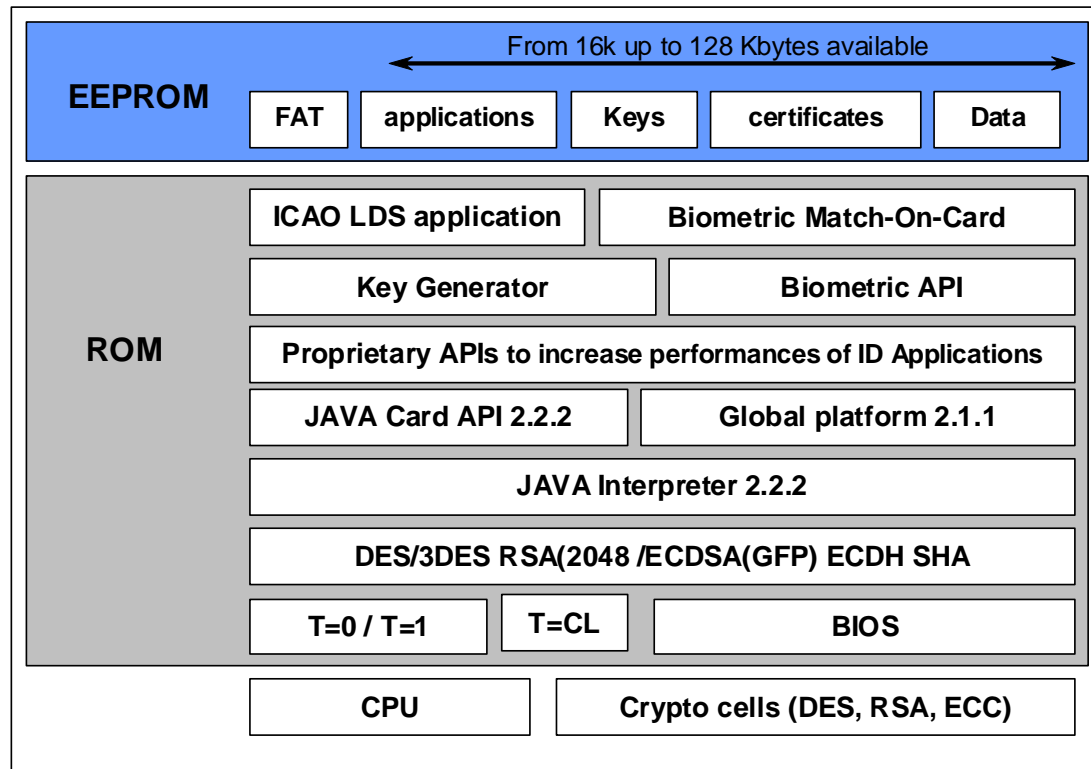 From 16k up to 128 Kbytes available
EEPROM
FAT
applications
Keys
certificates
Data
ICAO LDS application
Biometric Match-On-Card
Key Generator
Biometric API
ROM
Proprietary APIs to increase performances of ID Applications
JAVA Card API 2.2.2
Global platform 2.1.1
JAVA Interpreter 2.2.2
DES/3DES RSA(2048 /ECDSA(GFP) ECDH SHA
T=0 / T=1
T=CL
BIOS
CPU
Crypto cells (DES, RSA, ECC)